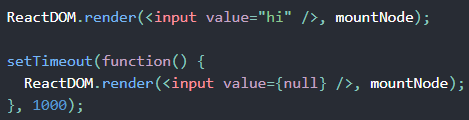 ReactDOM.render(<input value="hi" />, mountNode);
setTimeout(function() {
ReactDOM.render(<input value={null} />, mountNode);
}, 1000);